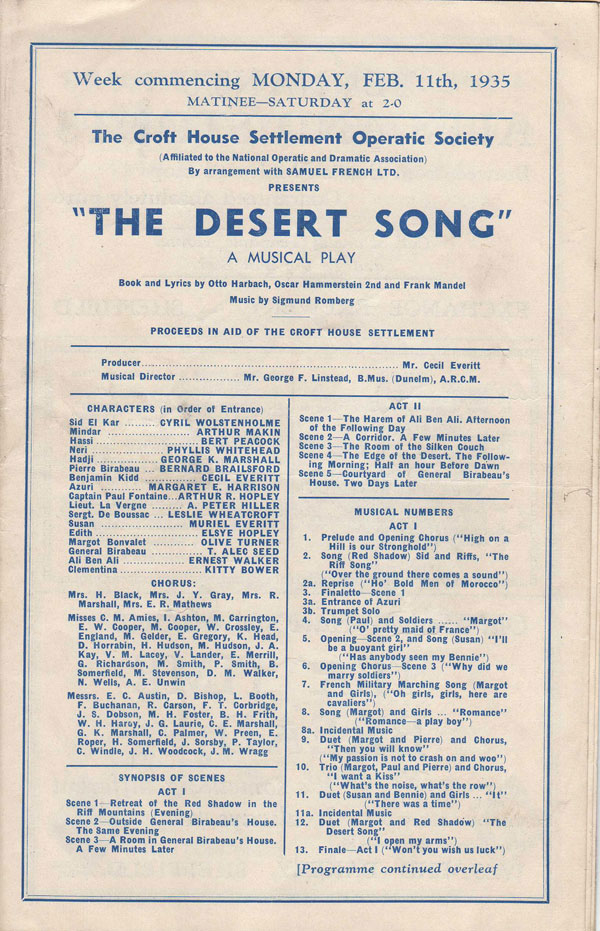 Week commencing MONDAY, FEB. 11th, 1935
MATINEE—SATURDAY at 2-0
The Croft House Settlement Operatic Society
(Affiliated to the National Operatic and Dramatic Association)
By arrangement with SAMUEL FRENCH LTD.
PRESENTS
"THE DESERT SONG"
A MUSICAL PLAY
Book and Lyrics by Otto Harbach, Oscar Hammerstein 2nd and Frank Mandel
Music by Sigmund Romberg
PROCEEDS IN AID OF THE CROFT HOUSE SETTLEMENT
Producer.................................................. Mr. Cecil Everitt
Musical Director .................. Mr. George F. Linstead, B.Mus. (Dunelm), A.R.C.M.
CHARACTERS (in Order of Entrance)
Sid El Kar ......... CYRIL WOLSTENHOLME
Mindar ........................ ARTHUR MAKIN
Hassi ........................... BERT PEACOCK
Neri .................. PHYLLIS WHITEHEAD
Hadji .................. GEORGE K. MARSHALL
Pierre Birabeau ... BERNARD BRAILSFORD
Benjamin Kidd ............ CECIL EVERITT
Azuri ............... MARGARET E. HARRISON
Captain Paul Fontaine...ARTHUR R. HOPLEY
Lieut. La Vergne ......... A. PETER HILLER
Sergt. De Boussac ... LESLIE WHEATCROFT
Susan .................. MURIEL EVERITT
Edith ........................... ELSYE HOPLEY
Margot Bonvalet ............ OLIVE TURNER
General Birabeau ............ T. ALEC SEED
Ali Ben Ali ............... ERNEST WALKER
Clementina .................. KITTY BOWER
CHORUS:
Mrs. H. Black, Mrs. J. Y. Gray, Mrs. R.
Marshall, Mrs. E. R. Mathews
Misses C. M. Amies, I. Ashton, M. Carrington,
E. W. Cooper, M. Cooper, W. Crossley, E.
England, M. Gelder, E. Gregory, K. Head,
D. Horrabin, H. Hudson, M. Hudson, J. A.
Kay, V. M. Lacey, V. Lander, E. Merrill,
G. Richardson, M. Smith, P. Smith, B.
Somerfield, M. Stevenson, D. M. Walker,
N. Wells, A. E. Unwin
Messrs. E. C. Austin, D. Bishop, L. Booth,
F. Buchanan, R. Carson, F. T. Corbridge,
J. S. Dobson, M. H. Foster, B. H. Frith,
W. H. Harsy, J. G. Laurie, C. E. Marshall,
G. K. Marshall, C. Palmer, W. Preen, E.
Roper, H. Somerfield, J. Sorsby, P. Taylor,
C. Windle, J. H. Woodcock, J. M. Wragg
SYNOPSIS OF SCENES
ACT I
Scene 1—Retreat of the Red Shadow in the
Riff Mountains (Evening)
Scene 2—Outside General Birabeau's House.
The Same Evening
Scene 3—A Room in General Birabeau's House.
A Few Minutes Later
ACT II
Scene 1—The Harem of Ali Ben Ali. Afternoon
of the Following Day
Scene 2—A Corridor. A Few Minutes Later
Scene 3—The Room of the Silken Couch
Scene 4—The Edge of the Desert. The Follow-
ing Morning; Half an hour Before Dawn
Scene 5—Courtyard of General Birabeau's
House. Two Days Later
MUSICAL NUMBERS
ACT I
1. Prelude and Opening Chorus ("High on a
Hill is our Stronghold")
2. Song (Red Shadow) Sid and Riffs, "The
Riff Song"
("Over the ground there comes a sound")
2a. Reprise ("Ho' Bold Men of Morocco")
3. Finaletto—Scene 1
3a. Entrance of Azuri
3b. Trumpet Solo
4. Song (Paul) and Soldiers ...... "Margot"
("O' pretty maid of France")
5. Opening—Scene 2, and Song (Susan) "I'll
be a buoyant girl"
("Has anybody seen my Bennie")
6. Opening Chorus—Scene 3 ("Why did we
marry soldiers")
7. French Military Marching Song (Margot
and Girls), ("Oh girls, girls, here are
cavaliers")
8. Song (Margot) and Girls ... "Romance"
("Romance—a play boy")
8a. Incidental Music
9. Duet (Margot and Pierre) and Chorus,
"Then you will know"
("My passion is not to crash on and woo")
10. Trio (Margot, Paul and Pierre) and Chorus,
"I want a Kiss"
("What's the noise, what's the row")
11. Duet (Susan and Bennie) and Girls ... "It"
("There was a time")
11a. Incidental Music
12. Duet (Margot and Red Shadow) "The
Desert Song"
("I open my arms")
13. Finale—Act I ("Won't you wish us luck")
[Programme continued overleaf